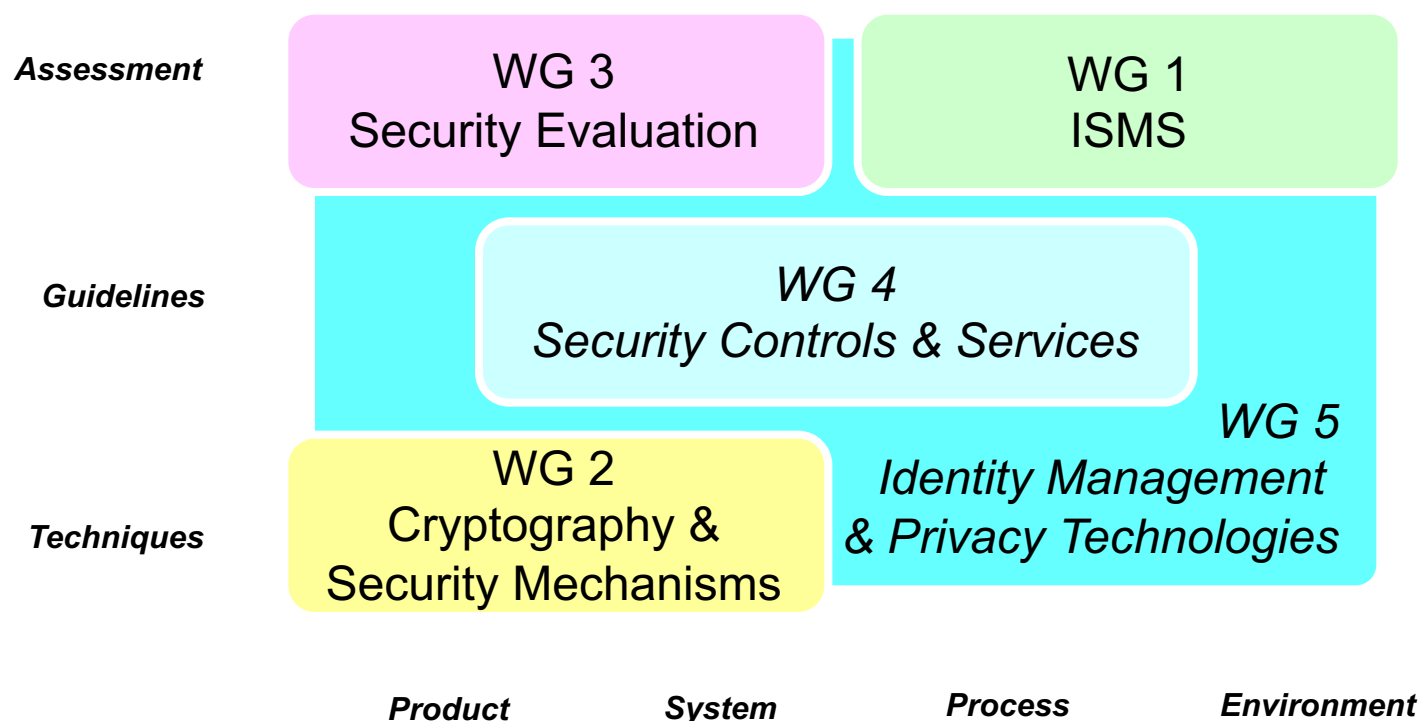 Assessment
WG 3
Security Evaluation
WG 1
ISMS
Guidelines
WG 4
Security Controls & Services
WG 5
Identity Management
& Privacy Technologies
Techniques
WG 2
Cryptography &
Security Mechanisms
Product
System
Process
Environment